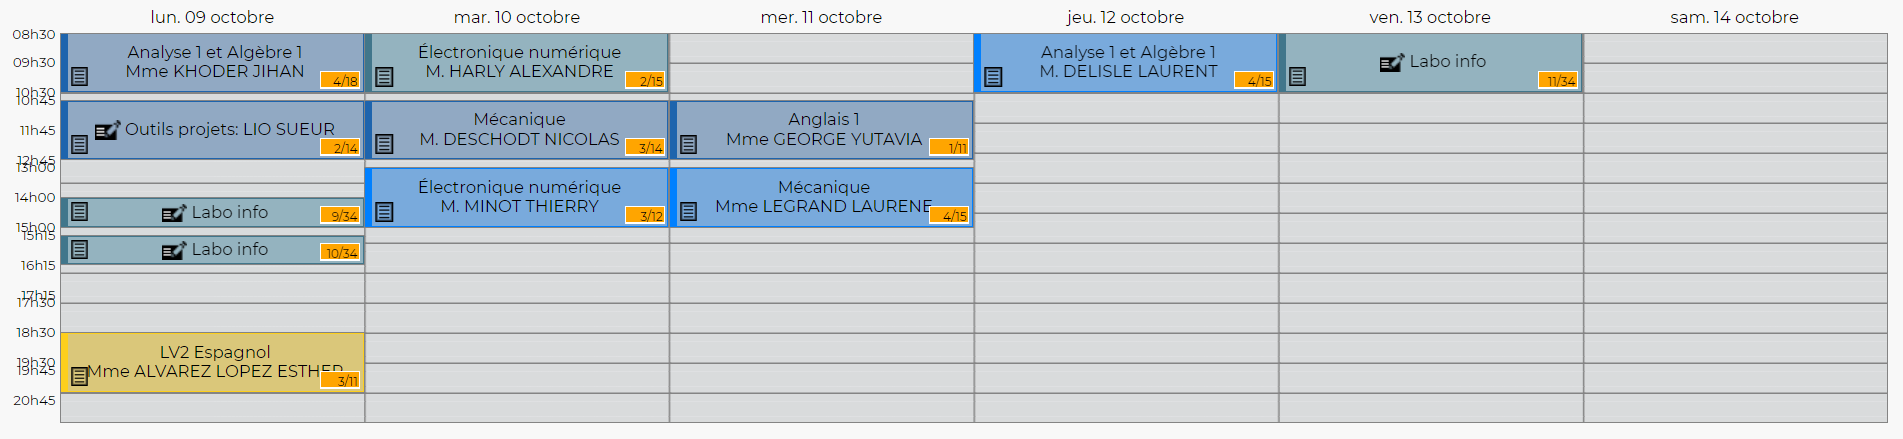 lun. 09 octobre
mar. 10 octobre
mer. 11 octobre
jeu. 12 octobre
ven. 13 octobre
sam. 14 octobre
08h30
09h30
10h30
10h45
11h45
12h45
13h00
14h00
15h00
15h15
16h15
17h15
17h30
18h30
19h30
19h45
20h45
Analyse 1 et Algèbre 1
Mme KHODER JIHAN
4/18
Outils projets: LIO SUEUR
2/14
Labo info
9/34
Labo info
10/34
LV2 Espagnol
Mme ALVAREZ LOPEZ ESTHER
3/11
Électronique numérique
M. HARLY ALEXANDRE
2/15
Mécanique
M. DESCHODT NICOLAS
3/14
Électronique numérique
M. MINOT THIERRY
3/12
Anglais 1
Mme GEORGE YUTAVIA
1/11
Mécanique
Mme LEGRAND LAURENE
4/15
Analyse 1 et Algèbre 1
M. DELISLE LAURENT
4/15
Labo info
11/34